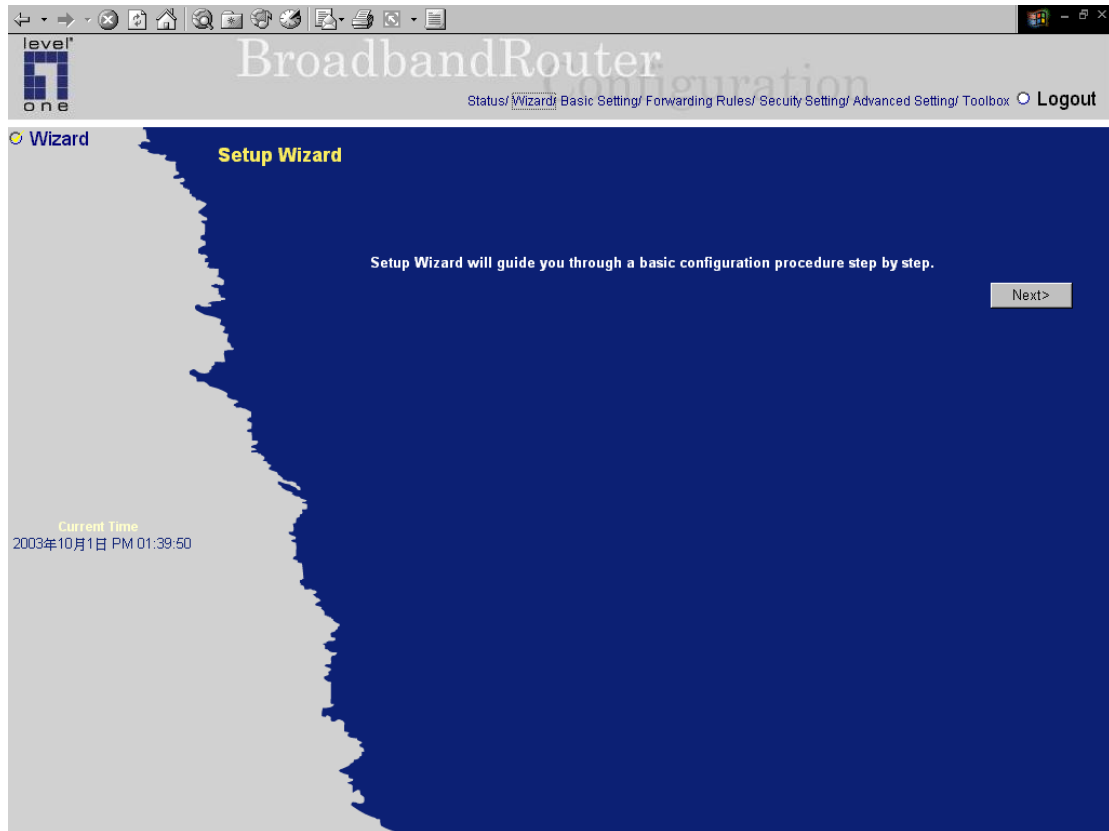 level
one
BroadbandRouter
Configuration
Status/ Wizard/ Basic Setting/ Forwarding Rules/ Secuity Setting/ Advanced Setting/ Toolbox Logout
Wizard
Setup Wizard
Setup Wizard will guide you through a basic configuration procedure step by step.
Next>
Current Time
2003年10月1日 PM 01:39:50